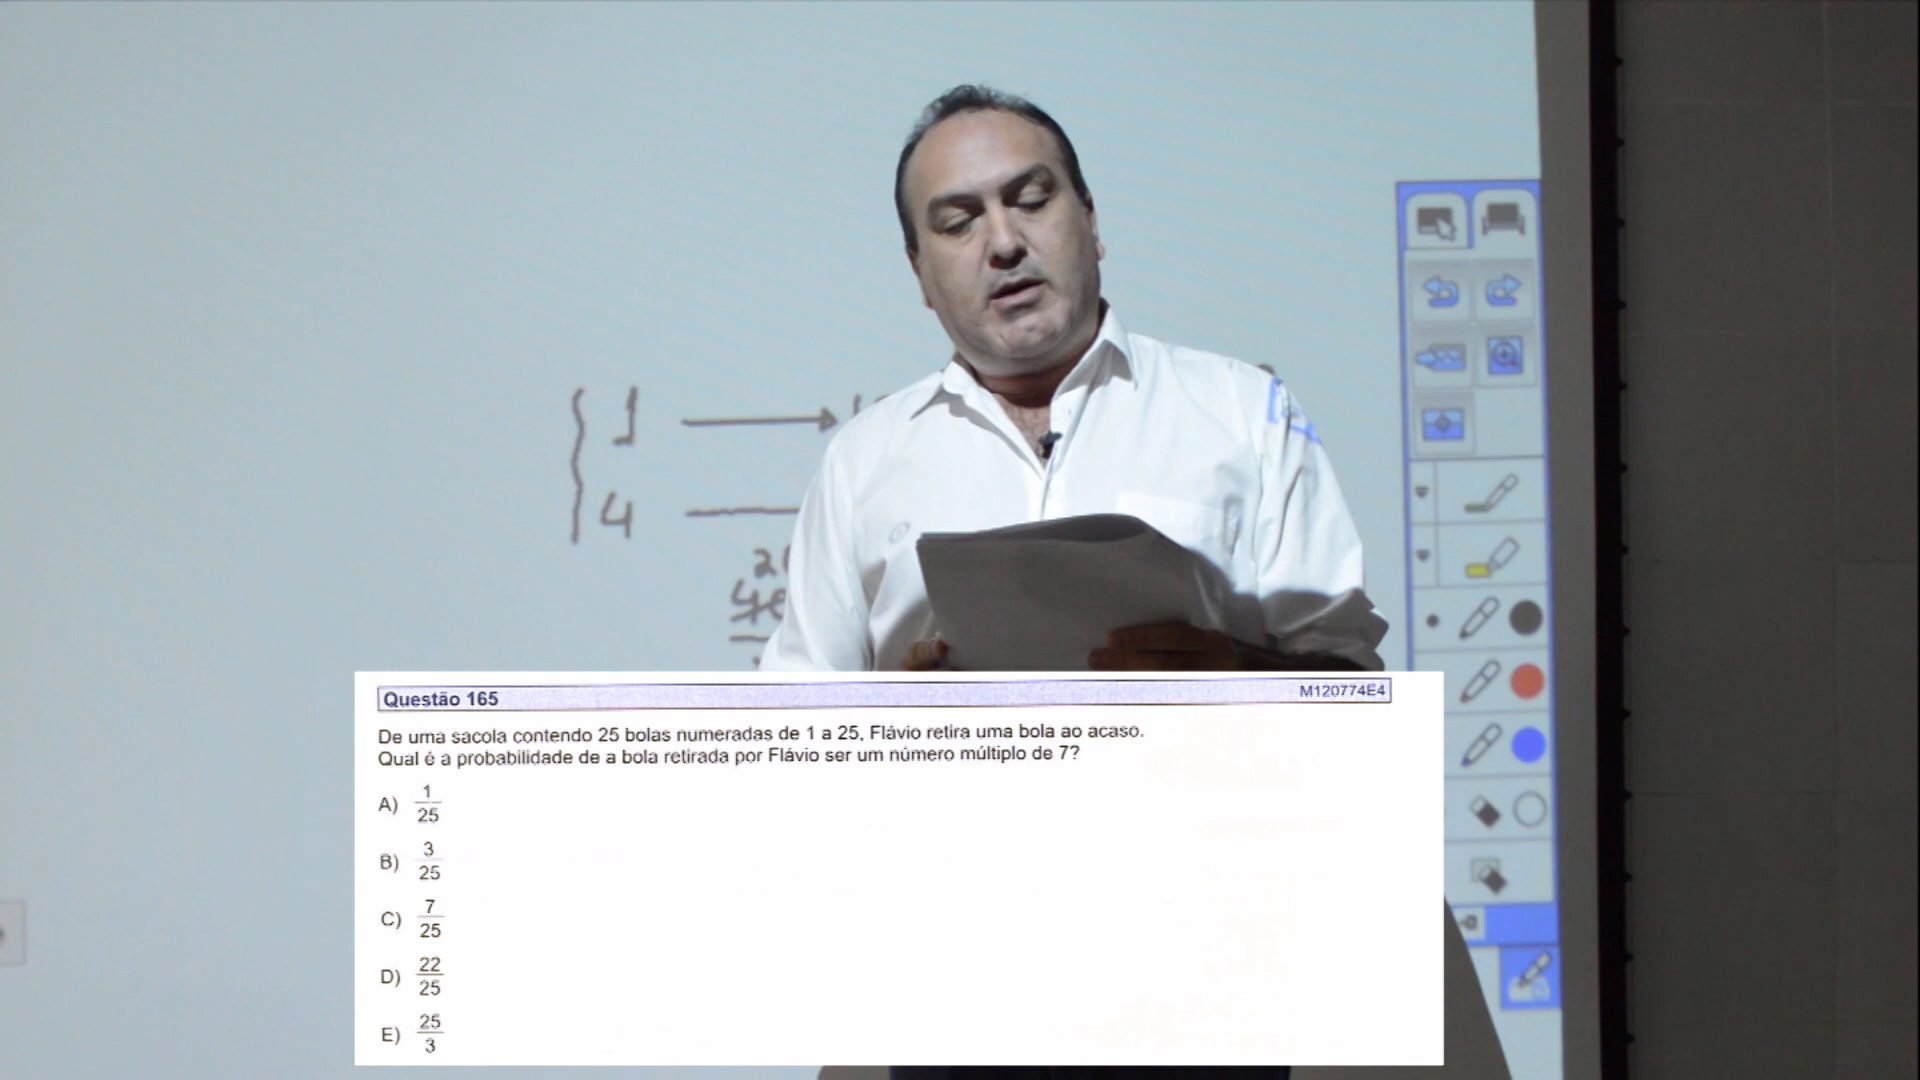 1
4
Questão 165
M120774E4
De uma sacola contendo 25 bolas numeradas de 1 a 25, Flávio retira uma bola ao acaso.
Qual é a probabilidade de a bola retirada por Flávio ser um número múltiplo de 7?
A) 1/25
B) 3/25
C) 7/25
D) 22/25
E) 25/3